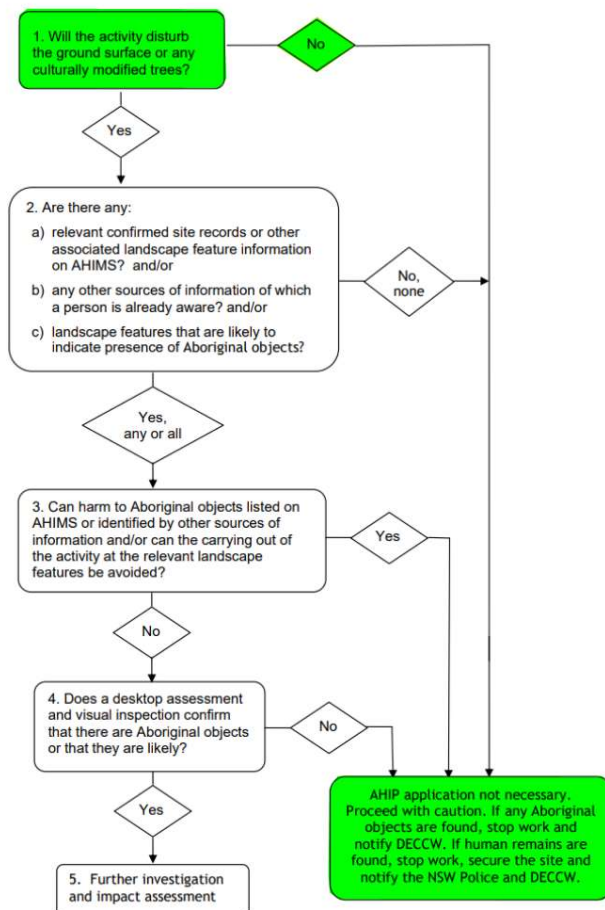 1. Will the activity disturb
the ground surface or any
culturally modified trees?
No
Yes
2. Are there any:
a) relevant confirmed site records or other
associated landscape feature information
on AHIMS? and/or
b) any other sources of information of which
a person is already aware? and/or
c) landscape features that are likely to
indicate presence of Aboriginal objects?
No,
none
Yes,
any or all
3. Can harm to Aboriginal objects listed on
AHIMS or identified by other sources of
information and/or can the carrying out of
the activity at the relevant landscape
features be avoided?
Yes
No
4. Does a desktop assessment
and visual inspection confirm
that there are Aboriginal objects
or that they are likely?
No
Yes
AHIP application not necessary.
Proceed with caution. If any Aboriginal
objects are found, stop work and
notify DECCW. If human remains are
found, stop work, secure the site and
notify the NSW Police and DECCW.
5. Further investigation
and impact assessment